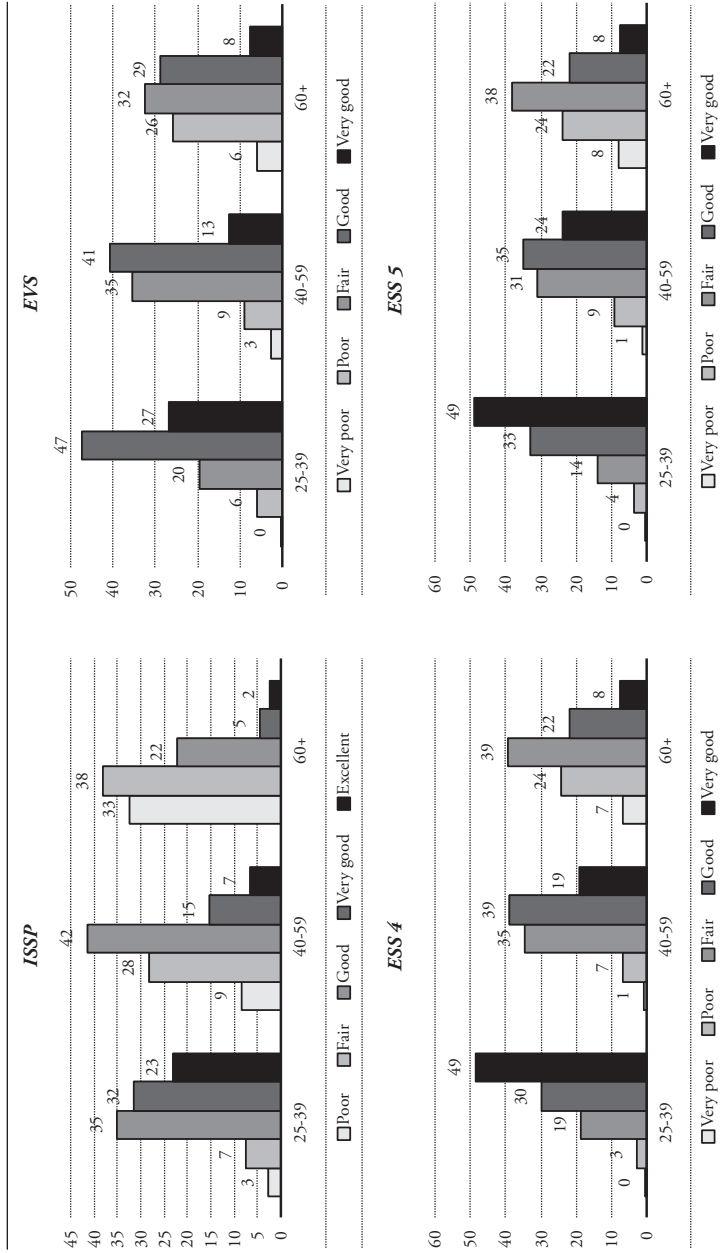 ISSP
45
40
35
30
25
20
15
10
5
0
3 7 35 32 23
9 28 42 15 7
33 38 22 5 2
25-39 40-59 60+
Poor Fair Good Very good Excellent
EVS
50
40
30
20
10
0
0 6 20 47 27
3 9 35 41 13
6 26 32 29 8
25-39 40-59 60+
Very poor Poor Fair Good Very good
ESS 4
60
50
40
30
20
10
0
0 3 19 30 49
1 7 35 39 19
7 24 39 22 8
25-39 40-59 60+
Very poor Poor Fair Good Very good
ESS 5
60
50
40
30
20
10
0
0 4 14 33 49
1 9 31 35 24
8 24 38 22 8
25-39 40-59 60+
Very poor Poor Fair Good Very good